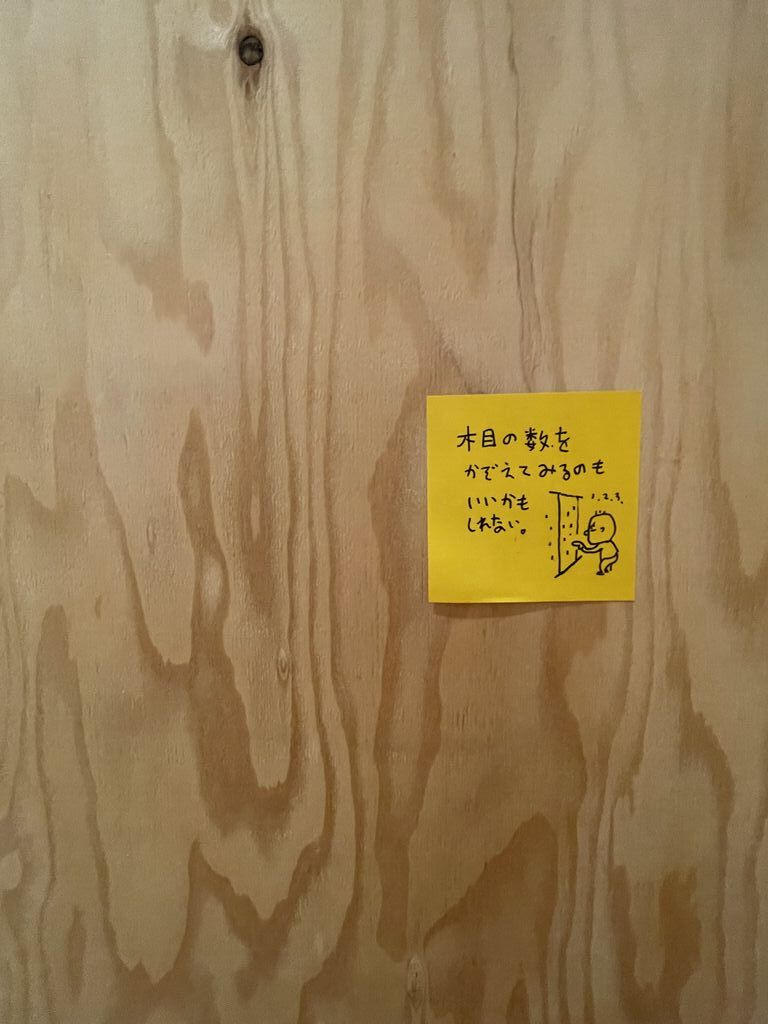 木目の数を
かぞえてみるのも
いいかも
しれない。
1.2.3.